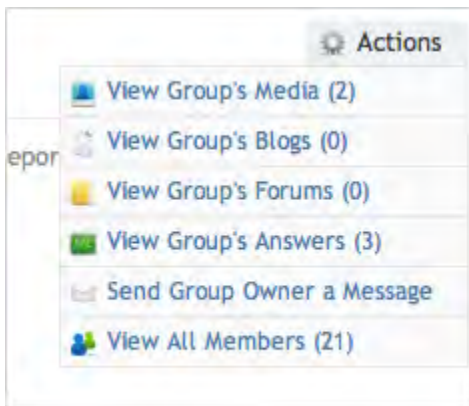 Actions
View Group's Media (2)
View Group's Blogs (0)
epor
View Group's Forums (0)
View Group's Answers (3)
Send Group Owner a Message
View All Members (21)